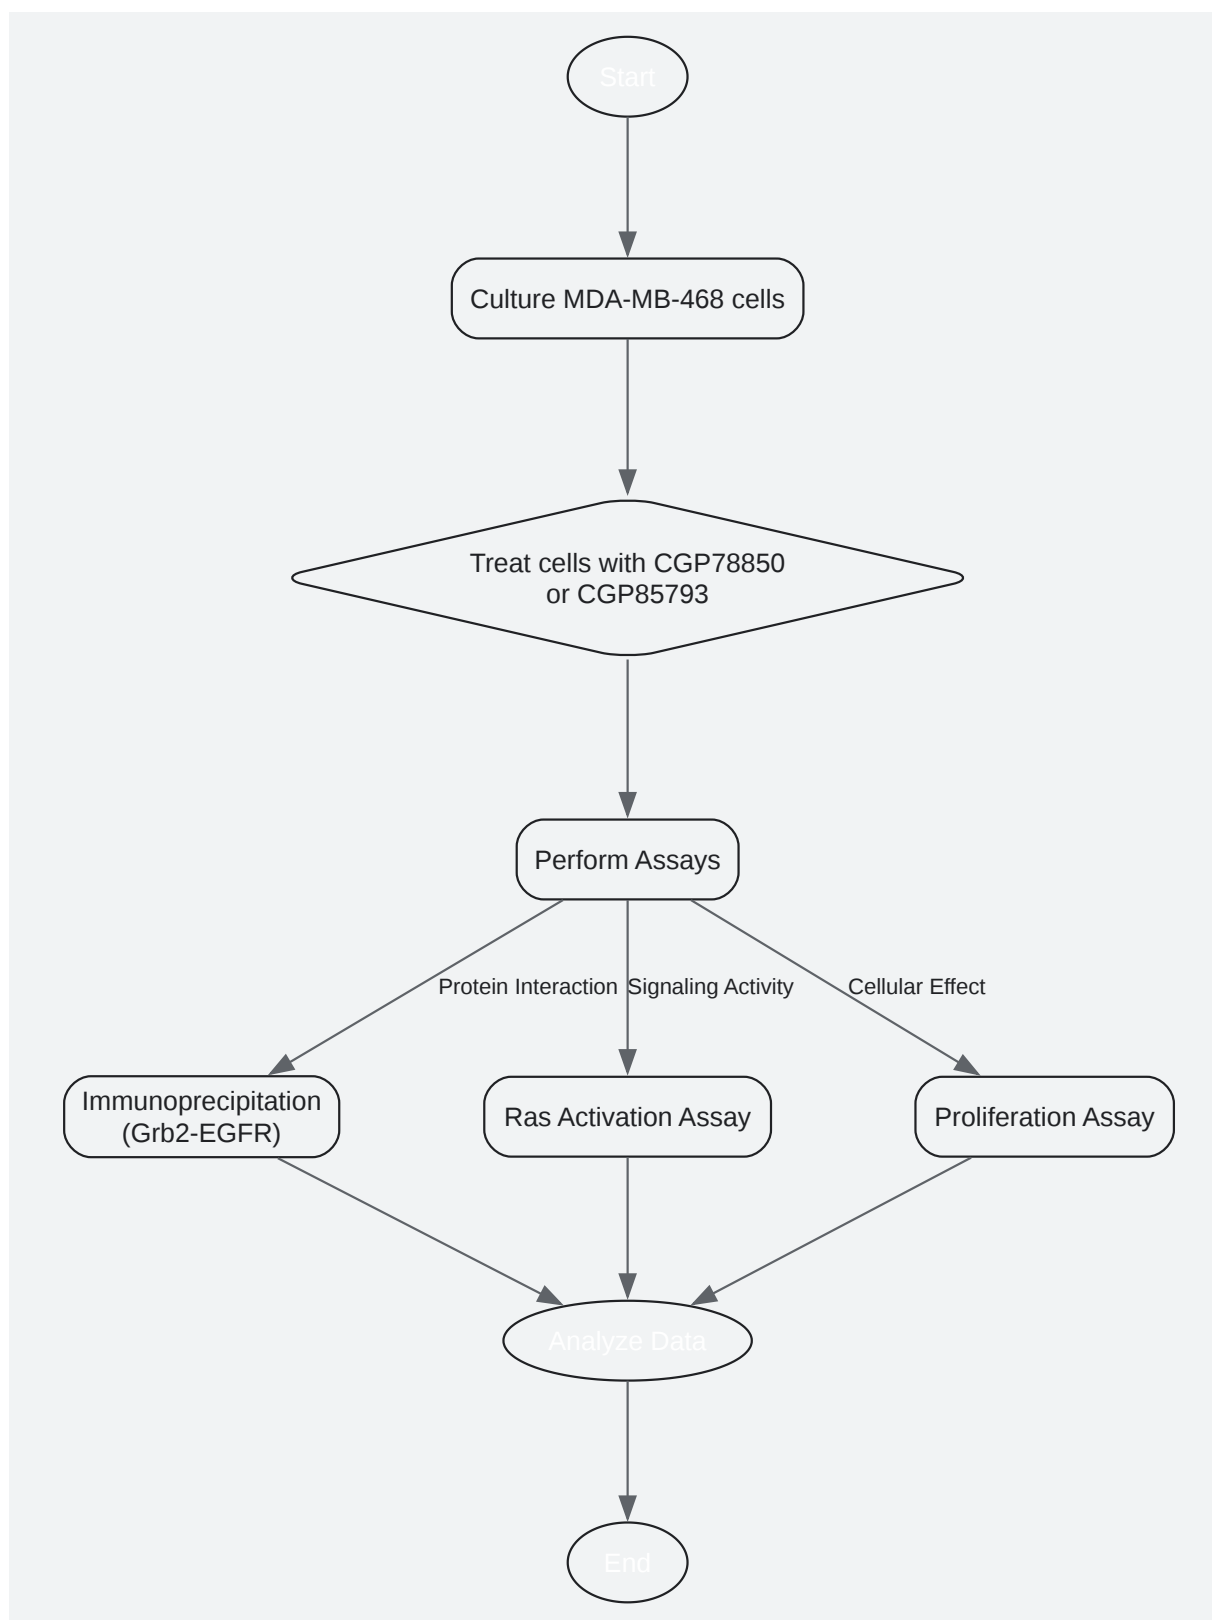 Start
Culture MDA-MB-468 cells
Treat cells with CGP78850
or CGP85793
Perform Assays
Protein Interaction
Signaling Activity
Cellular Effect
Immunoprecipitation
(Grb2-EGFR)
Ras Activation Assay
Proliferation Assay
Analyze Data
End